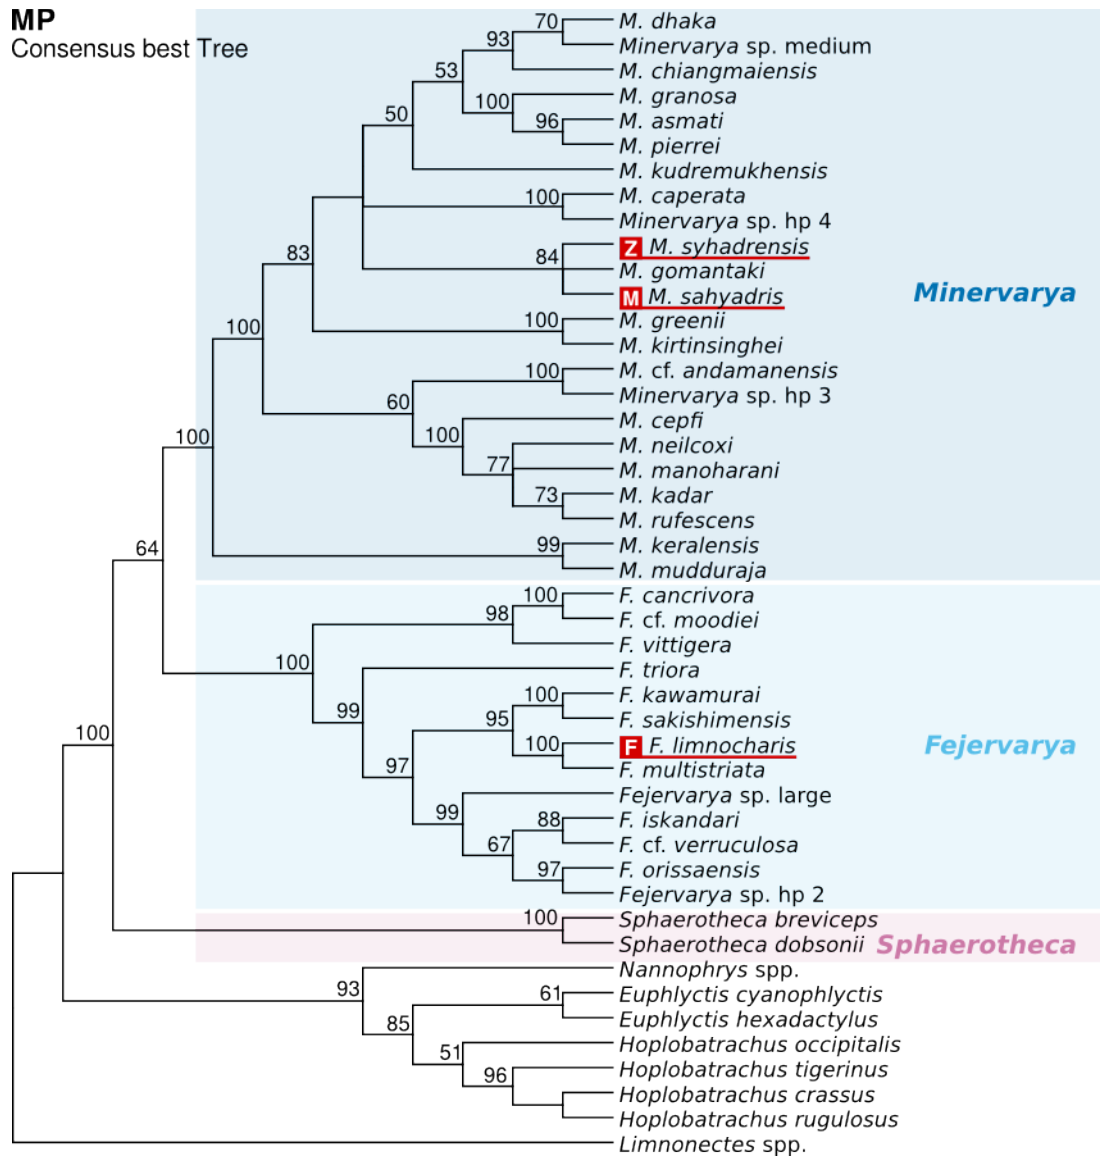 MP
Consensus best Tree
70
M. dhaka
93
Minervarya sp. medium
53
M. chiangmaiensis
100
M. granosa
50
96
M. asmati
M. pierrei
M. kudremukhensis
100
M. caperata
Minervarya sp. hp 4
83
84
Z M. syhadrensis
M. gomantaki
M M. sahyadris
Minervarya
100
100
M. greenii
M. kirtinsinghei
100
M. cf. andamanensis
60
Minervarya sp. hp 3
100
100
M. cepfi
77
M. neilcoxi
M. manoharani
73
M. kadar
M. rufescens
64
99
M. keralensis
M. mudduraja
98
100
F. cancrivora
F. cf. moodiei
F. vittigera
100
F. triora
99
95
100
F. kawamurai
F. sakishimensis
100
97
100
F F. limnocharis
F. multistriata
Fejervarya
99
Fejervarya sp. large
67
88
F. iskandari
F. cf. verruculosa
97
F. orissaensis
Fejervarya sp. hp 2
100
Sphaerotheca breviceps
Sphaerotheca dobsonii
Sphaerotheca
93
Nannophrys spp.
85
61
Euphlyctis cyanophlyctis
Euphlyctis hexadactylus
51
Hoplobatrachus occipitalis
96
Hoplobatrachus tigerinus
Hoplobatrachus crassus
Hoplobatrachus rugulosus
Limnonectes spp.